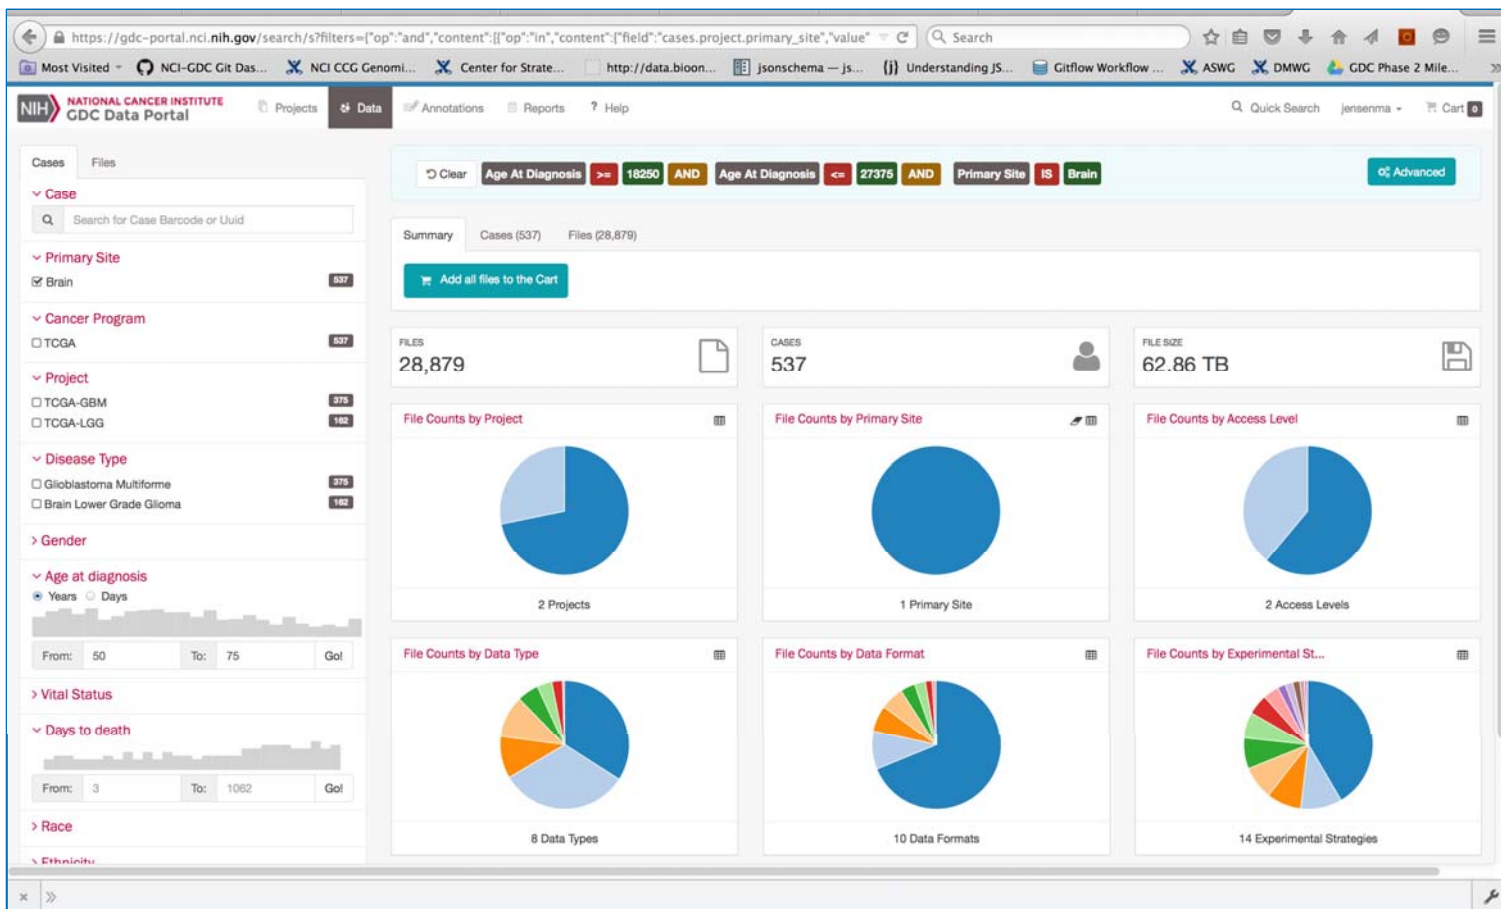 https://gdc-portal.nci.nih.gov/search/s?filters={"op":"and","content":[{"op":"in","content":{"field":"cases.project.primary_site","value"
Search
Most Visited
NCI-GDC Git Das...
NCI CCG Genomi...
Center for Strate...
http://data.bioon...
jsonschema — js...
{j} Understanding JS...
Gitflow Workflow ...
ASWG
DMWG
GDC Phase 2 Mile...
NIH NATIONAL CANCER INSTITUTE
GDC Data Portal
Projects
Data
Annotations
Reports
? Help
Quick Search
jensenma
Cart 0
Cases
Files
Case
Search for Case Barcode or Uuid
Primary Site
Brain 537
Cancer Program
TCGA 537
Project
TCGA-GBM 375
TCGA-LGG 162
Disease Type
Glioblastoma Multiforme 375
Brain Lower Grade Glioma 162
Gender
Age at diagnosis
Years Days
From: 50 To: 75 Go!
Vital Status
Days to death
From: 3 To: 1062 Go!
Race
Ethnicity
Clear Age At Diagnosis >= 18250 AND Age At Diagnosis <= 27375 AND Primary Site IS Brain
Advanced
Summary
Cases (537)
Files (28,879)
Add all files to the Cart
FILES
28,879
CASES
537
FILE SIZE
62.86 TB
File Counts by Project
2 Projects
File Counts by Primary Site
1 Primary Site
File Counts by Access Level
2 Access Levels
File Counts by Data Type
8 Data Types
File Counts by Data Format
10 Data Formats
File Counts by Experimental St...
14 Experimental Strategies